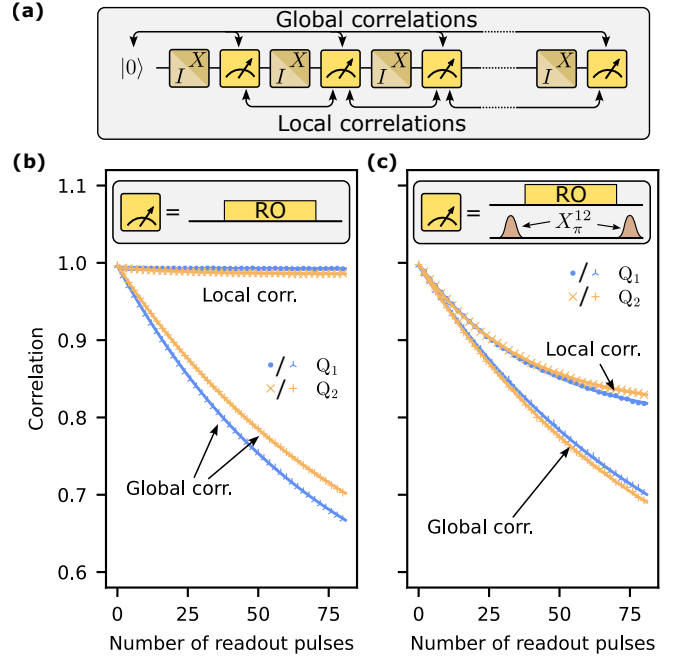 (a)
Global correlations
|0⟩ I X I X I X I X
Local correlations
(b)
= RO
1.1
1.0
0.9
0.8
0.7
0.6
Correlation
Local corr.
/ Q₁
/ Q₂
Global corr.
0 25 50 75
Number of readout pulses
(c)
= RO
X_π^12
/ Q₁
/ Q₂
Local corr.
Global corr.
0 25 50 75
Number of readout pulses